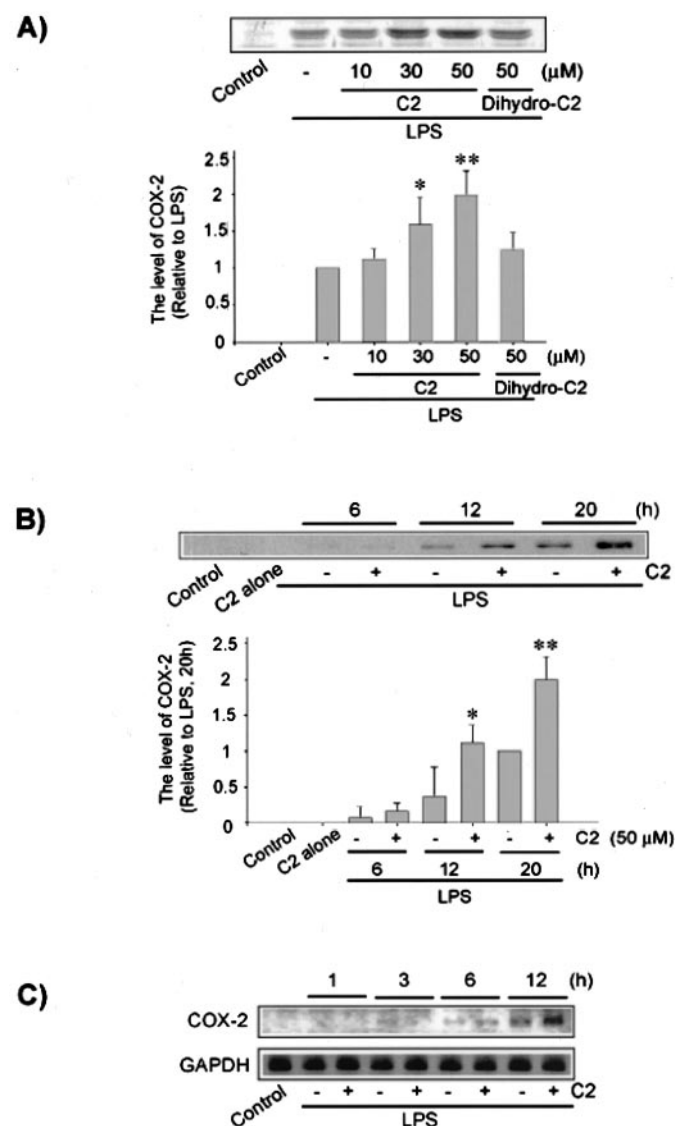 A)
Control - 10 30 50 50 (μM)
C2 Dihydro-C2
LPS
The level of COX-2
(Relative to LPS)
2.5
2
1.5
1
0.5
0
* **
Control - 10 30 50 50 (μM)
C2 Dihydro-C2
LPS
B)
6 12 20 (h)
Control C2 alone - + - + - + C2
LPS
The level of COX-2
(Relative to LPS, 20h)
2.5
2
1.5
1
0.5
0
* **
Control C2 alone - + - + - + C2 (50 μM)
6 12 20 (h)
LPS
C)
1 3 6 12 (h)
COX-2
GAPDH
Control - + - + - + - + C2
LPS